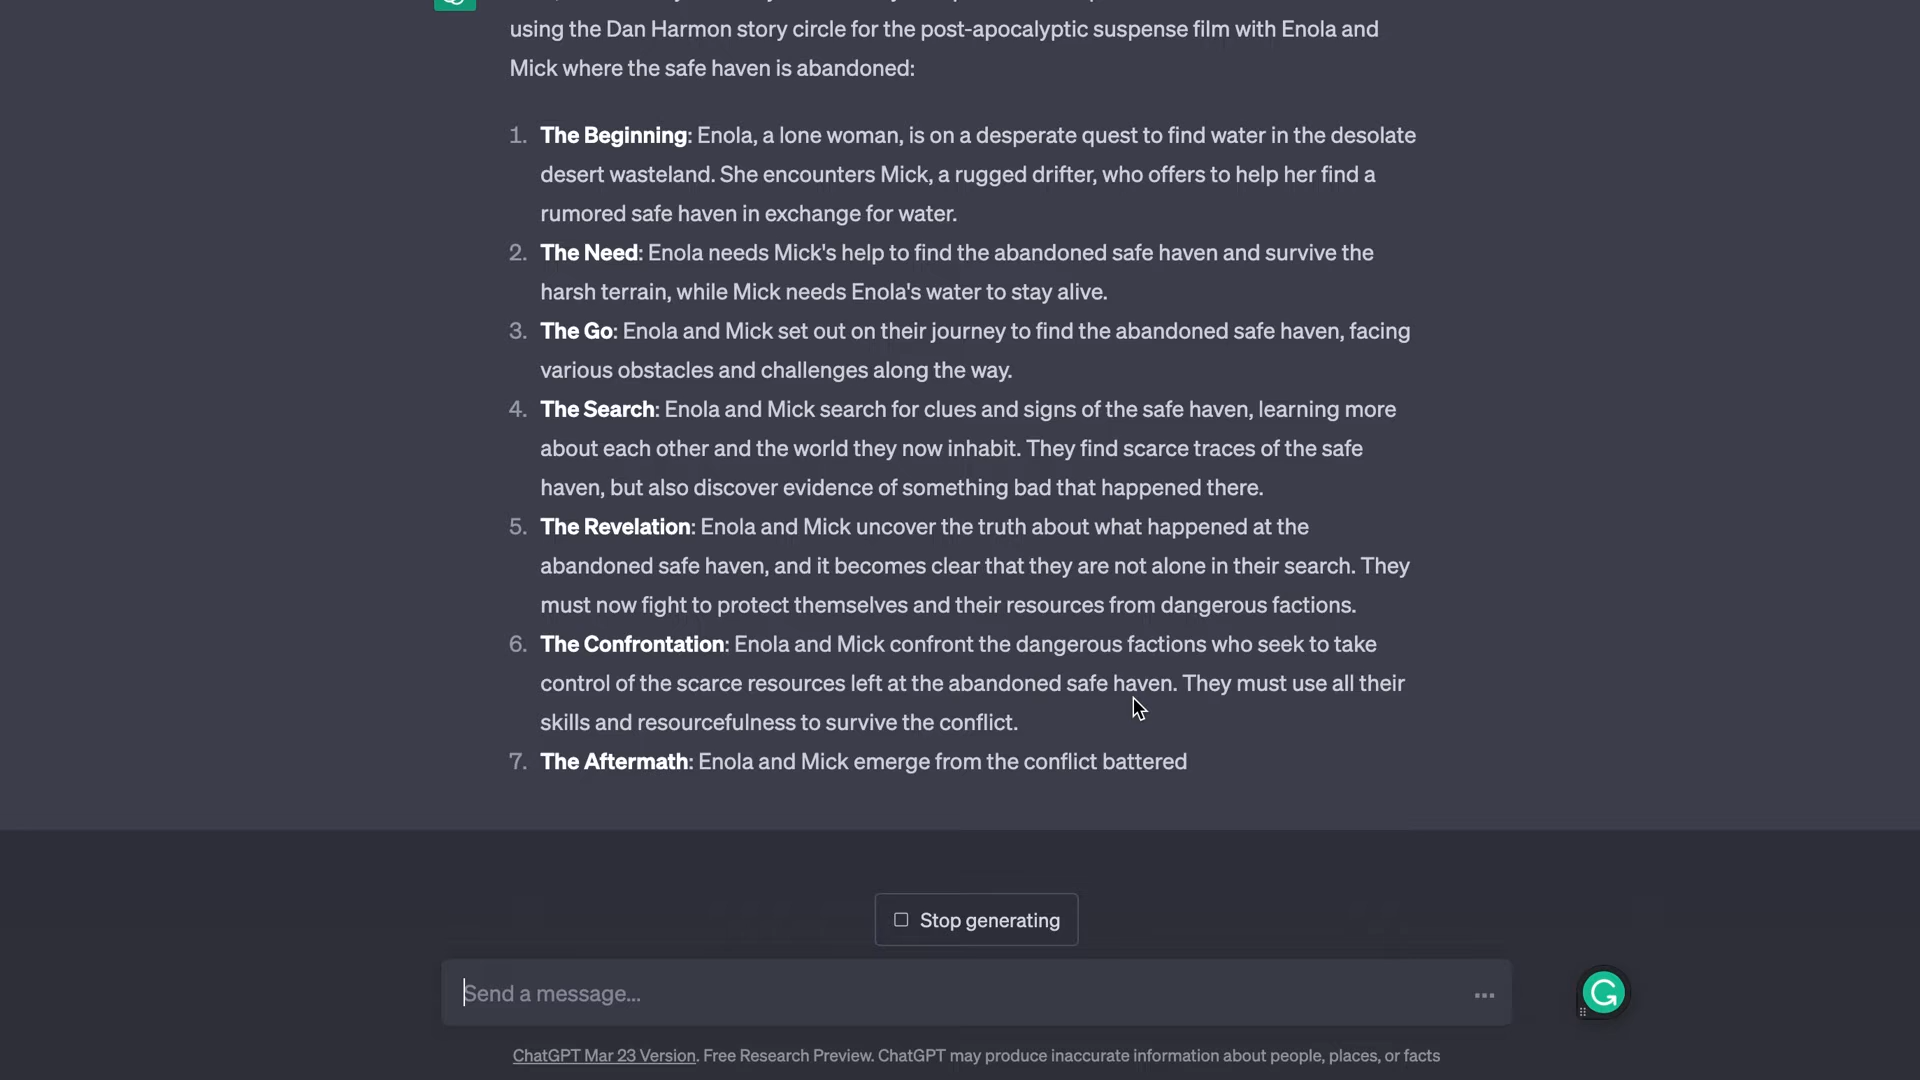 using the Dan Harmon story circle for the post-apocalyptic suspense film with Enola and
Mick where the safe haven is abandoned:
1. The Beginning: Enola, a lone woman, is on a desperate quest to find water in the desolate
desert wasteland. She encounters Mick, a rugged drifter, who offers to help her find a
rumored safe haven in exchange for water.
2. The Need: Enola needs Mick's help to find the abandoned safe haven and survive the
harsh terrain, while Mick needs Enola's water to stay alive.
3. The Go: Enola and Mick set out on their journey to find the abandoned safe haven, facing
various obstacles and challenges along the way.
4. The Search: Enola and Mick search for clues and signs of the safe haven, learning more
about each other and the world they now inhabit. They find scarce traces of the safe
haven, but also discover evidence of something bad that happened there.
5. The Revelation: Enola and Mick uncover the truth about what happened at the
abandoned safe haven, and it becomes clear that they are not alone in their search. They
must now fight to protect themselves and their resources from dangerous factions.
6. The Confrontation: Enola and Mick confront the dangerous factions who seek to take
control of the scarce resources left at the abandoned safe haven. They must use all their
skills and resourcefulness to survive the conflict.
7. The Aftermath: Enola and Mick emerge from the conflict battered
Stop generating
Send a message...
ChatGPT Mar 23 Version. Free Research Preview. ChatGPT may produce inaccurate information about people, places, or facts